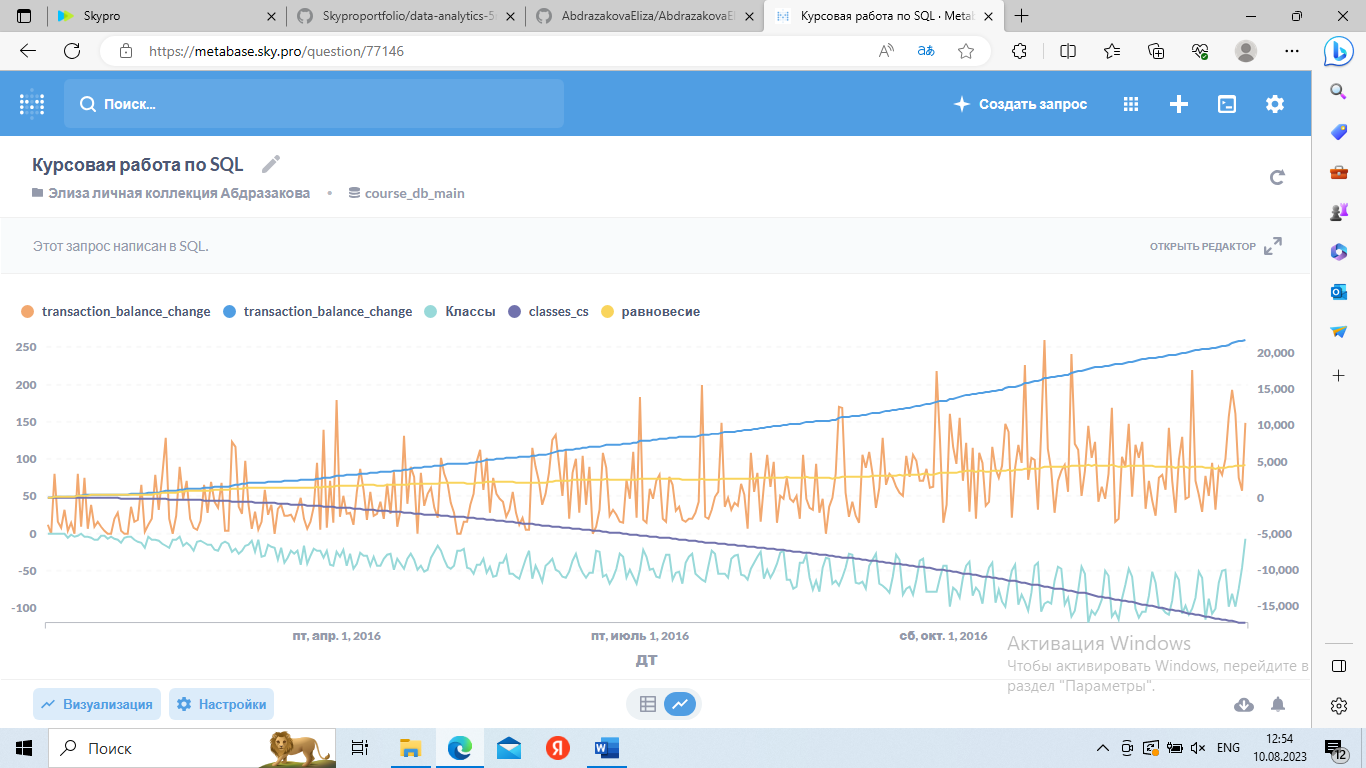 Skypro
Skyproportfolio/data-analytics-5
AbdrazakovaEliza/AbdrazakovaEl
Курсовая работа по SQL · Metab
https://metabase.sky.pro/question/77146
Поиск...
Создать запрос
Курсовая работа по SQL
Элиза личная коллекция Абдразакова • course_db_main
Этот запрос написан в SQL.
ОТКРЫТЬ РЕДАКТОР
transaction_balance_change transaction_balance_change Классы classes_cs равновесие
250
200
150
100
50
0
-50
-100
20,000
15,000
10,000
5,000
0
-5,000
-10,000
-15,000
пт, апр. 1, 2016 пт, июль 1, 2016 сб, окт. 1, 2016
ДТ
Активация Windows
Чтобы активировать Windows, перейдите в
раздел "Параметры".
Визуализация Настройки
Поиск
ENG
12:54
10.08.2023
12